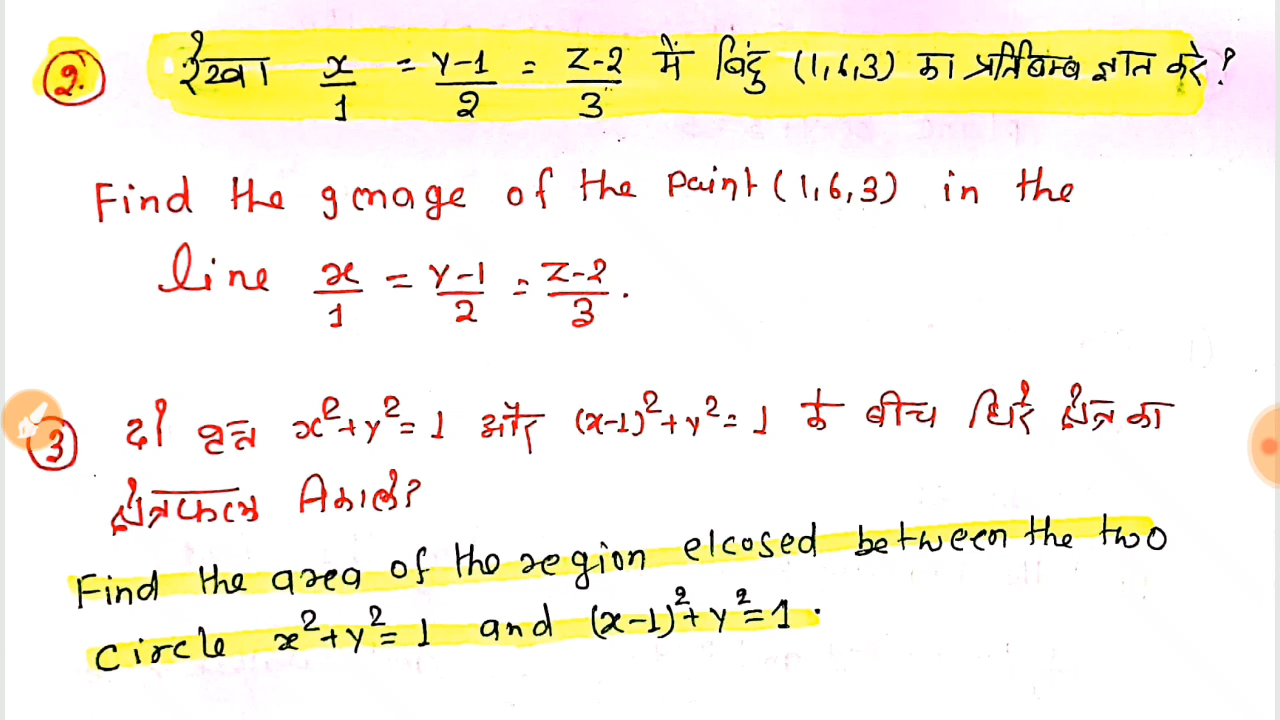 2. रेखा x/1 = y-1/2 = z-2/3 में बिंदु (1,6,3) का प्रतिबिम्ब ज्ञात करे ?
Find the gmage of the paint (1,6,3) in the
line x/1 = y-1/2 = z-2/3 .
3 दो वृत्त x²+y²=1 और (x-1)²+y²=1 के बीच घिरे क्षेत्र का
क्षेत्रफल निकाले?
Find the area of the region elcosed between the two
circle x²+y²=1 and (x-1)²+y²=1 .